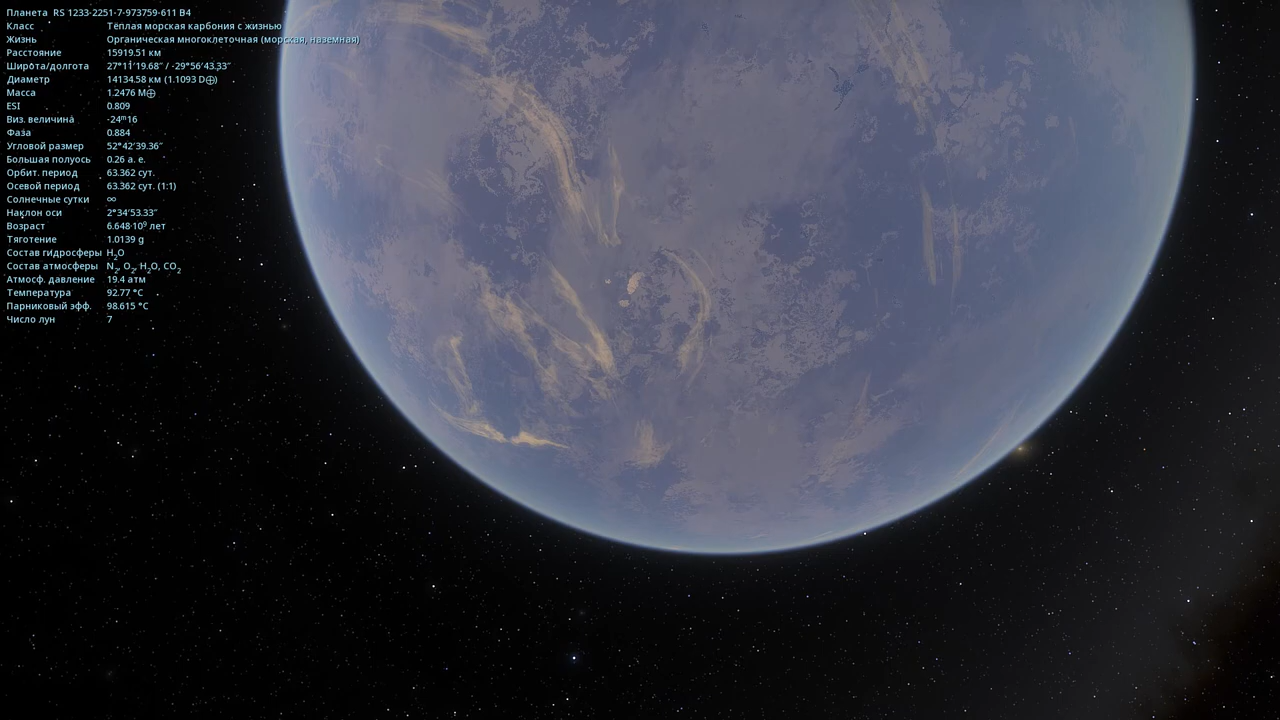 Планета RS 1233-2251-7-973759-611 B4
Класс Тёплая морская карбония с жизнью
Жизнь Органическая многоклеточная (морская, наземная)
Расстояние 15919.51 км
Широта/долгота 27°11'19.68" / -29°56'43.33"
Диаметр 14134.58 км (1.1093 D⊕)
Масса 1.2476 M⊕
ESI 0.809
Виз. величина -24ᵐ16
Фаза 0.884
Угловой размер 52°42'39.36"
Большая полуось 0.26 а. е.
Орбит. период 63.362 сут.
Осевой период 63.362 сут. (1:1)
Солнечные сутки ∞
Наклон оси 2°34'53.33"
Возраст 6.648·10⁹ лет
Тяготение 1.0139 g
Состав гидросферы H₂O
Состав атмосферы N₂, O₂, H₂O, CO₂
Атмосф. давление 19.4 атм
Температура 92.77 °C
Парниковый эфф. 98.615 °C
Число лун 7